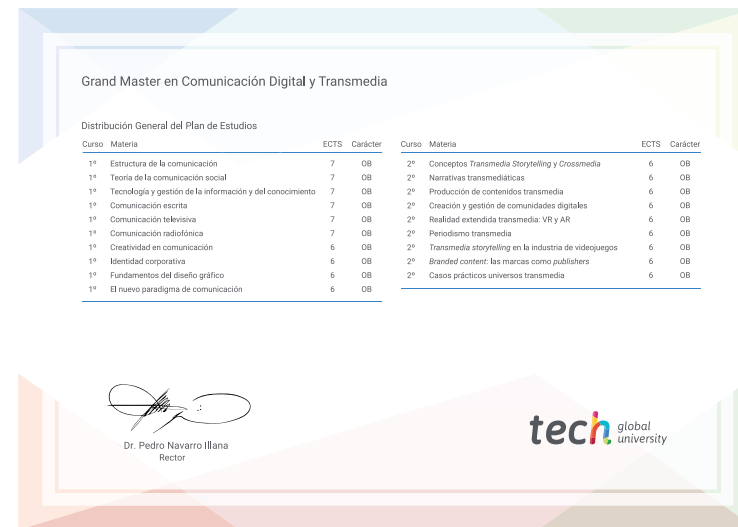 Grand Master en Comunicación Digital y Transmedia
Distribución General del Plan de Estudios
Curso Materia ECTS Carácter
1º Estructura de la comunicación 7 OB
1º Teoría de la comunicación social 7 OB
1º Tecnología y gestión de la información y del conocimiento 7 OB
1º Comunicación escrita 7 OB
1º Comunicación televisiva 7 OB
1º Comunicación radiofónica 7 OB
1º Creatividad en comunicación 6 OB
1º Identidad corporativa 6 OB
1º Fundamentos del diseño gráfico 6 OB
1º El nuevo paradigma de comunicación 6 OB
Curso Materia ECTS Carácter
2º Conceptos Transmedia Storytelling y Crossmedia 6 OB
2º Narrativas transmediáticas 6 OB
2º Producción de contenidos transmedia 6 OB
2º Creación y gestión de comunidades digitales 6 OB
2º Realidad extendida transmedia: VR y AR 6 OB
2º Periodismo transmedia 6 OB
2º Transmedia storytelling en la industria de videojuegos 6 OB
2º Branded content: las marcas como publishers 6 OB
2º Casos prácticos universos transmedia 6 OB
Dr. Pedro Navarro Illana
Rector
tech global
university